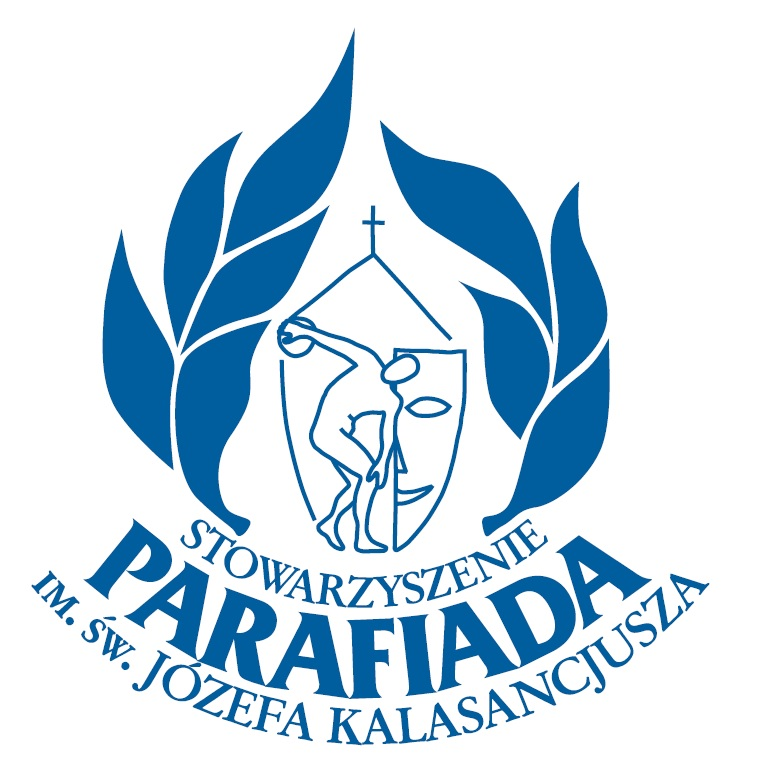 STOWARZYSZENIE
PARAFIADA
IM. ŚW. JÓZEFA KALASANCJUSZA